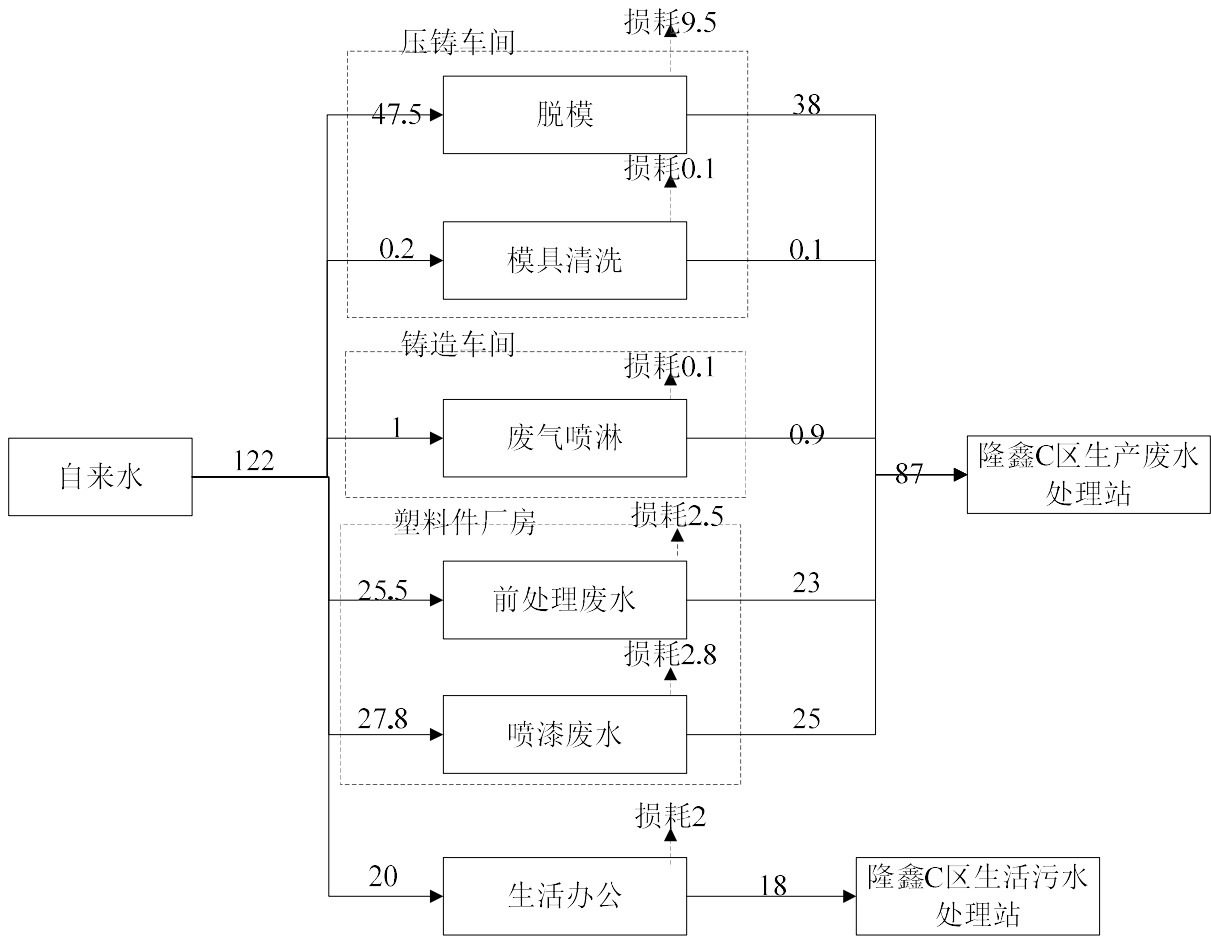 损耗9.5
压铸车间
47.5
脱模
38
损耗0.1
0.2
模具清洗
0.1
铸造车间
损耗0.1
1
废气喷淋
0.9
自来水
122
87
隆鑫C区生产废水
处理站
塑料件厂房
损耗2.5
25.5
前处理废水
23
损耗2.8
27.8
喷漆废水
25
损耗2
20
生活办公
18
隆鑫C区生活污水
处理站